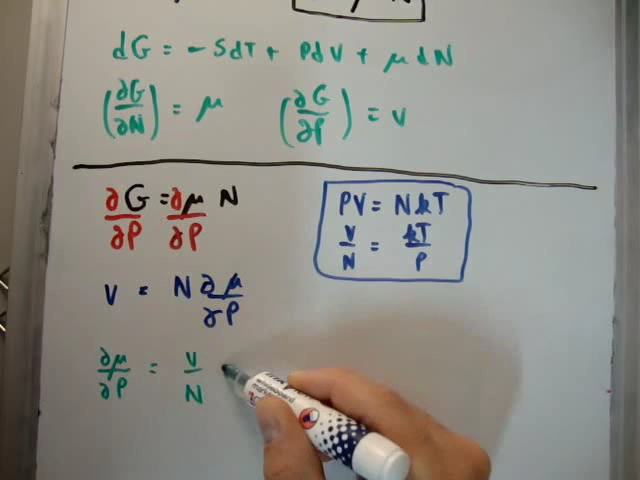 dG = -SdT + PdV + μdN
(∂G/∂N) = μ (∂G/∂P) = V
∂G/∂P = ∂μ/∂P N
PV = NkT
V/N = kT/P
V = N ∂μ/∂P
∂μ/∂P = V/N